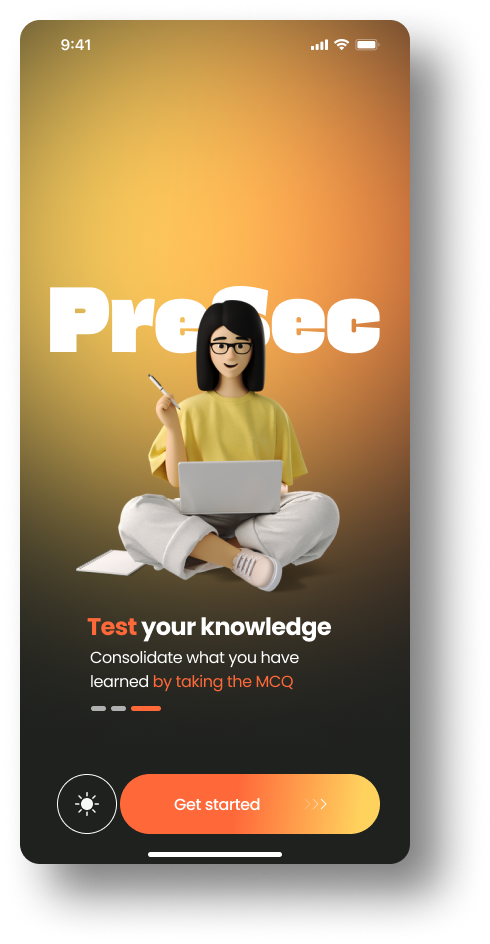 9:41
PreSec
Test your knowledge
Consolidate what you have
learned by taking the MCQ
Get started